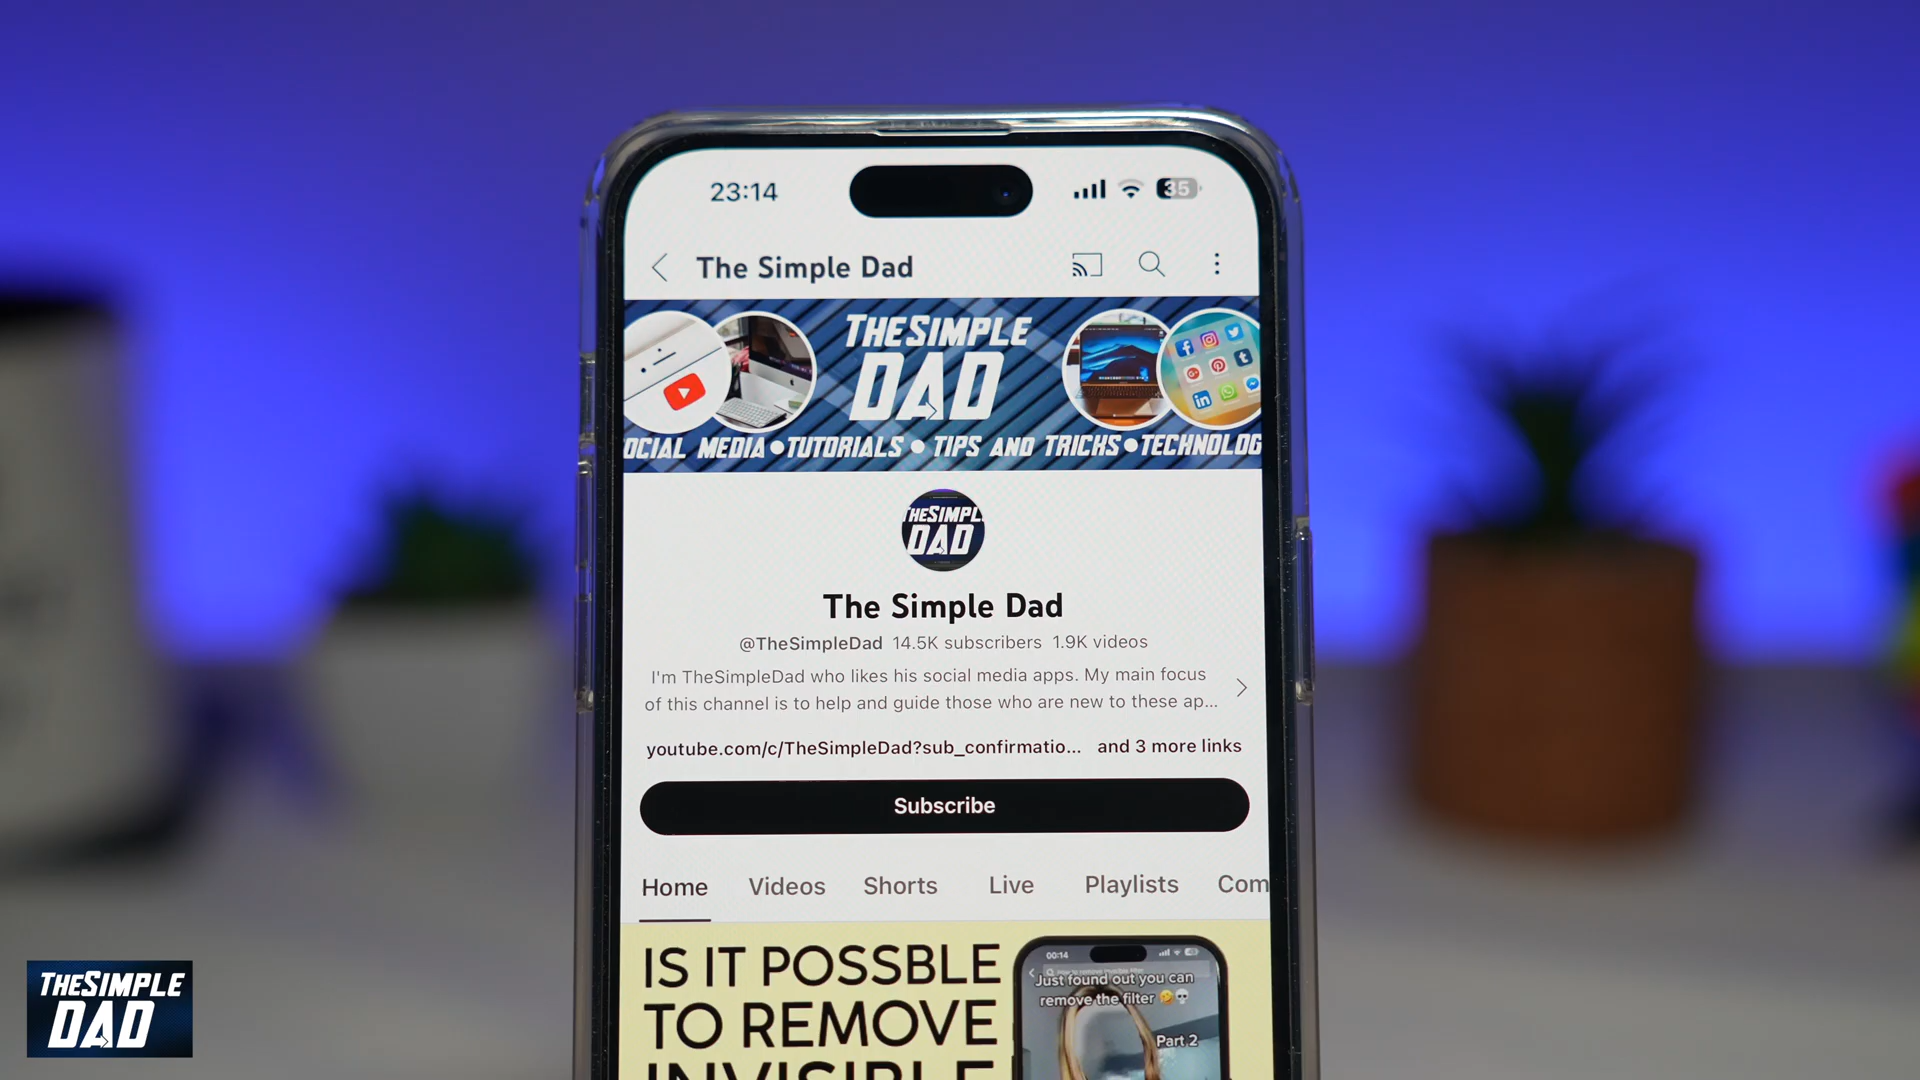 23:14
35
The Simple Dad
THESIMPLE
DAD
OCIAL MEDIA•TUTORIALS • TIPS AND TRICKS•TECHNOLOG
THESIMPL
DAD
The Simple Dad
@TheSimpleDad 14.5K subscribers 1.9K videos
I'm TheSimpleDad who likes his social media apps. My main focus
of this channel is to help and guide those who are new to these ap...
youtube.com/c/TheSimpleDad?sub_confirmatio... and 3 more links
Subscribe
Home Videos Shorts Live Playlists Com
IS IT POSSBLE
TO REMOVE
INVISIBLE
00:14
Just found out you can
remove the filter 🤣💀
Part 2
THESIMPLE
DAD